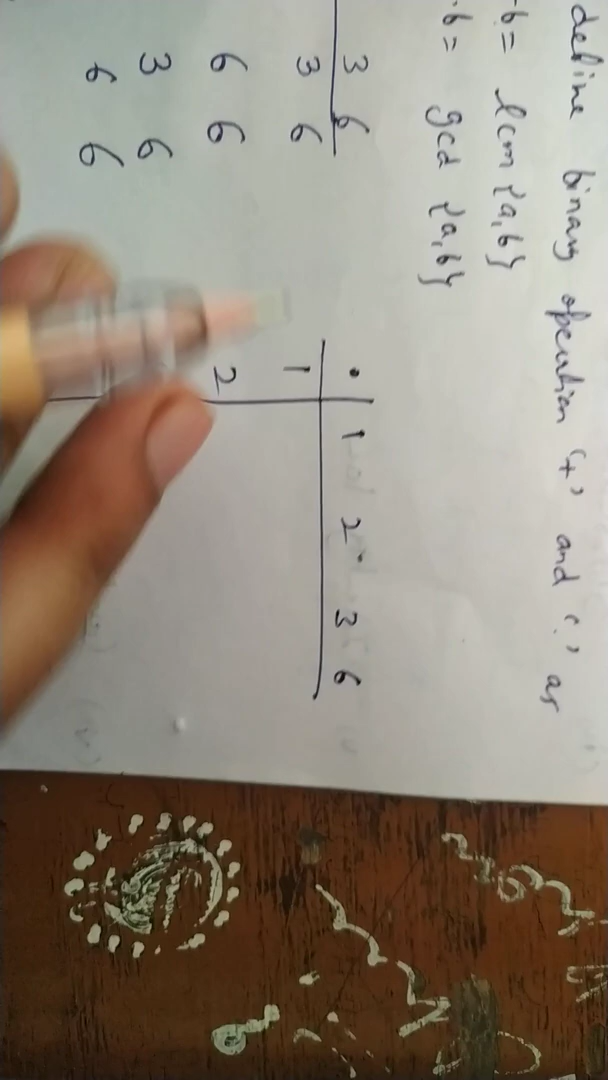 define binary operation '+' and '.' as
b = lcm {a,b}
·b = gcd {a,b}
3 6
3 6
6 6
3 6
6 6
. 1 2 3 6
1
2